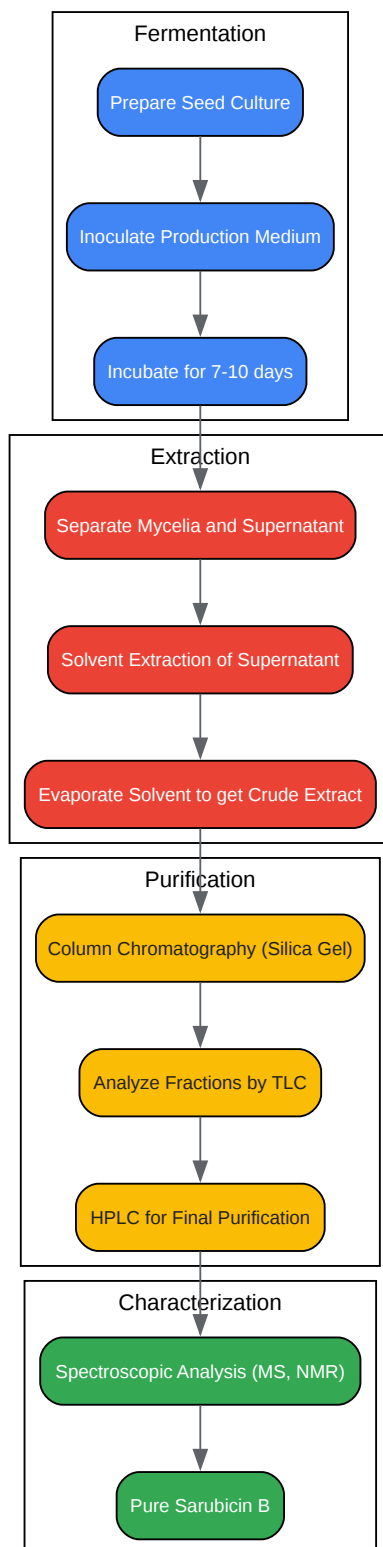 Fermentation
Prepare Seed Culture
Inoculate Production Medium
Incubate for 7-10 days
Extraction
Separate Mycelia and Supernatant
Solvent Extraction of Supernatant
Evaporate Solvent to get Crude Extract
Purification
Column Chromatography (Silica Gel)
Analyze Fractions by TLC
HPLC for Final Purification
Characterization
Spectroscopic Analysis (MS, NMR)
Pure Sarubicin B